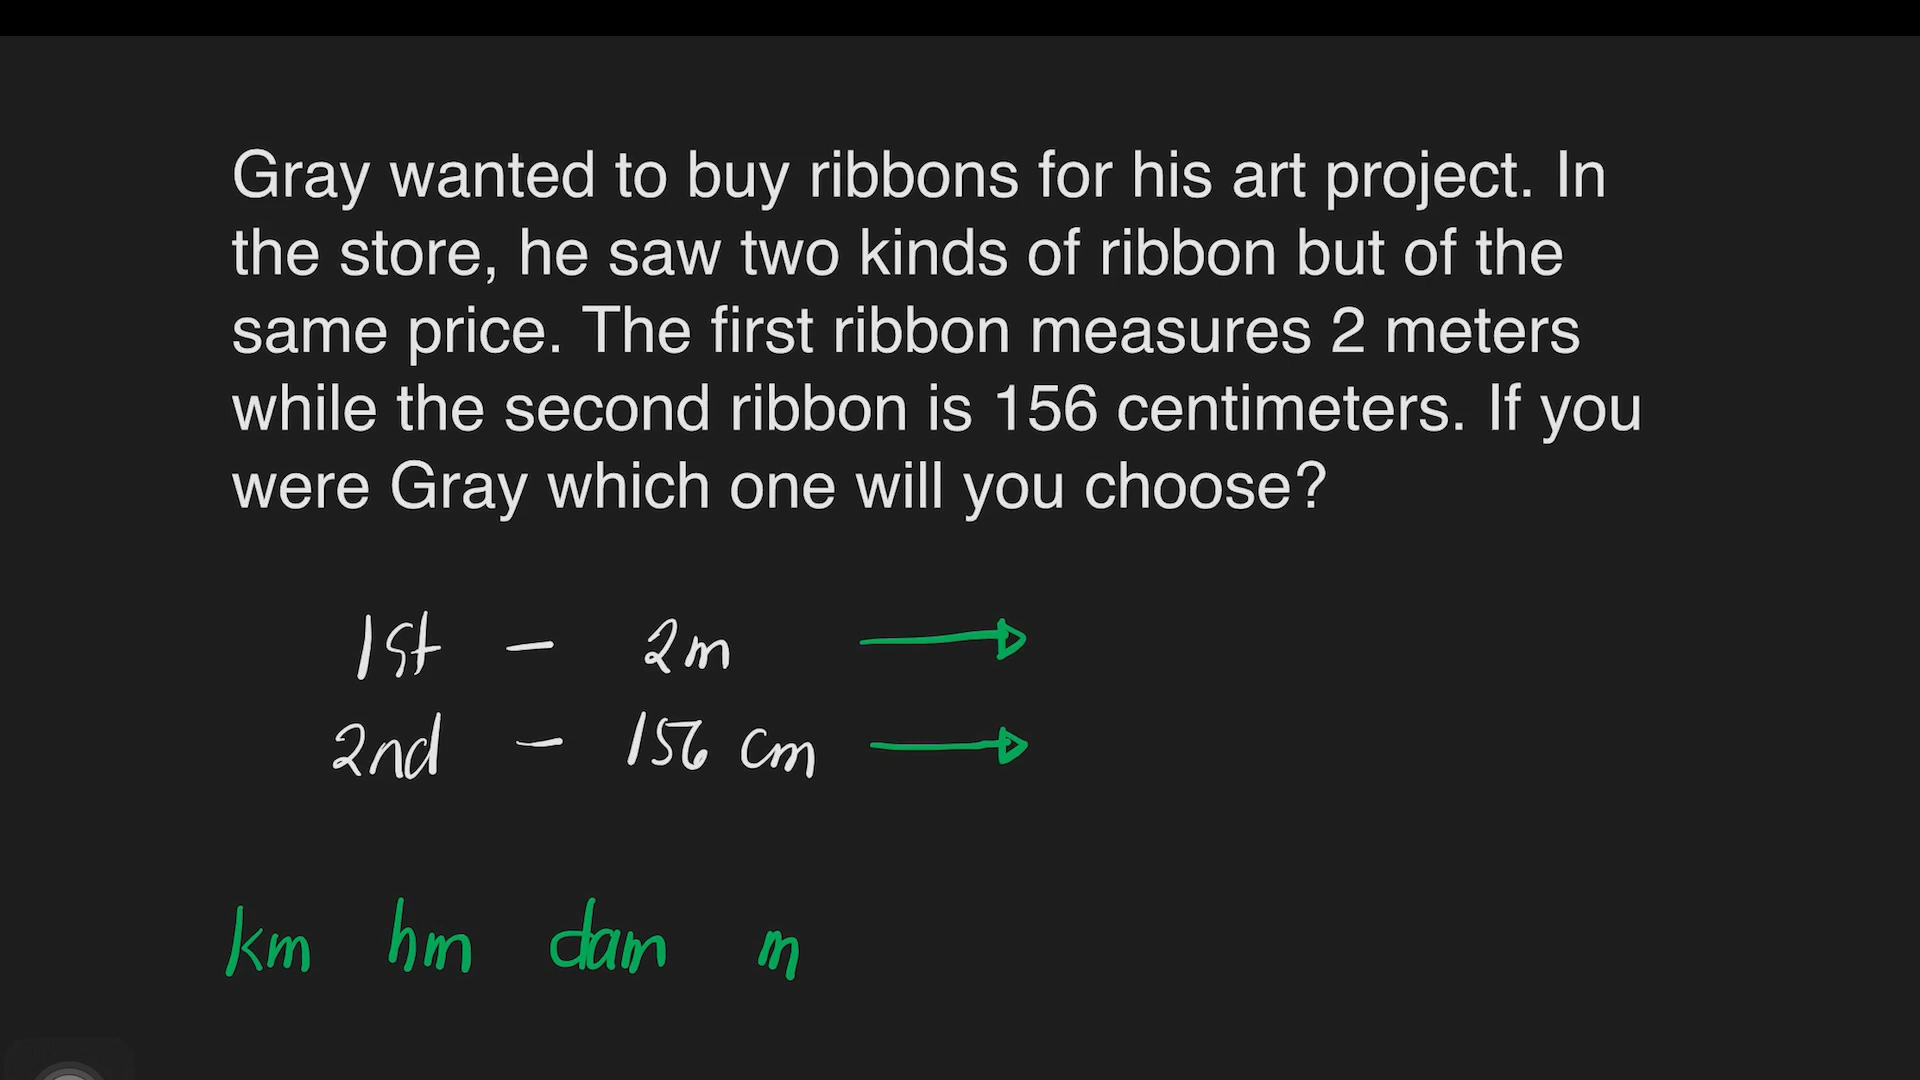 Gray wanted to buy ribbons for his art project. In
the store, he saw two kinds of ribbon but of the
same price. The first ribbon measures 2 meters
while the second ribbon is 156 centimeters. If you
were Gray which one will you choose?
1st - 2m
2nd - 156 cm
km hm dam m